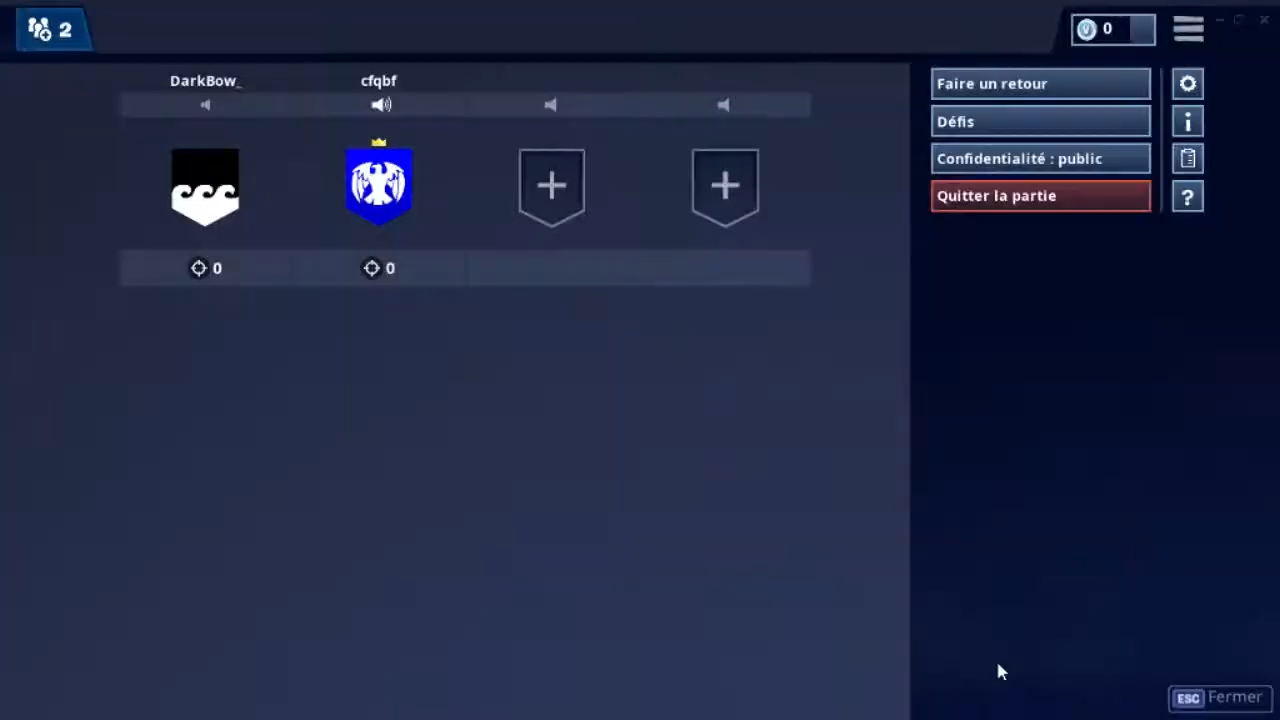 2
0
DarkBow_
cfqbf
0
0
Faire un retour
Défis
Confidentialité : public
Quitter la partie
i
?
ESC Fermer